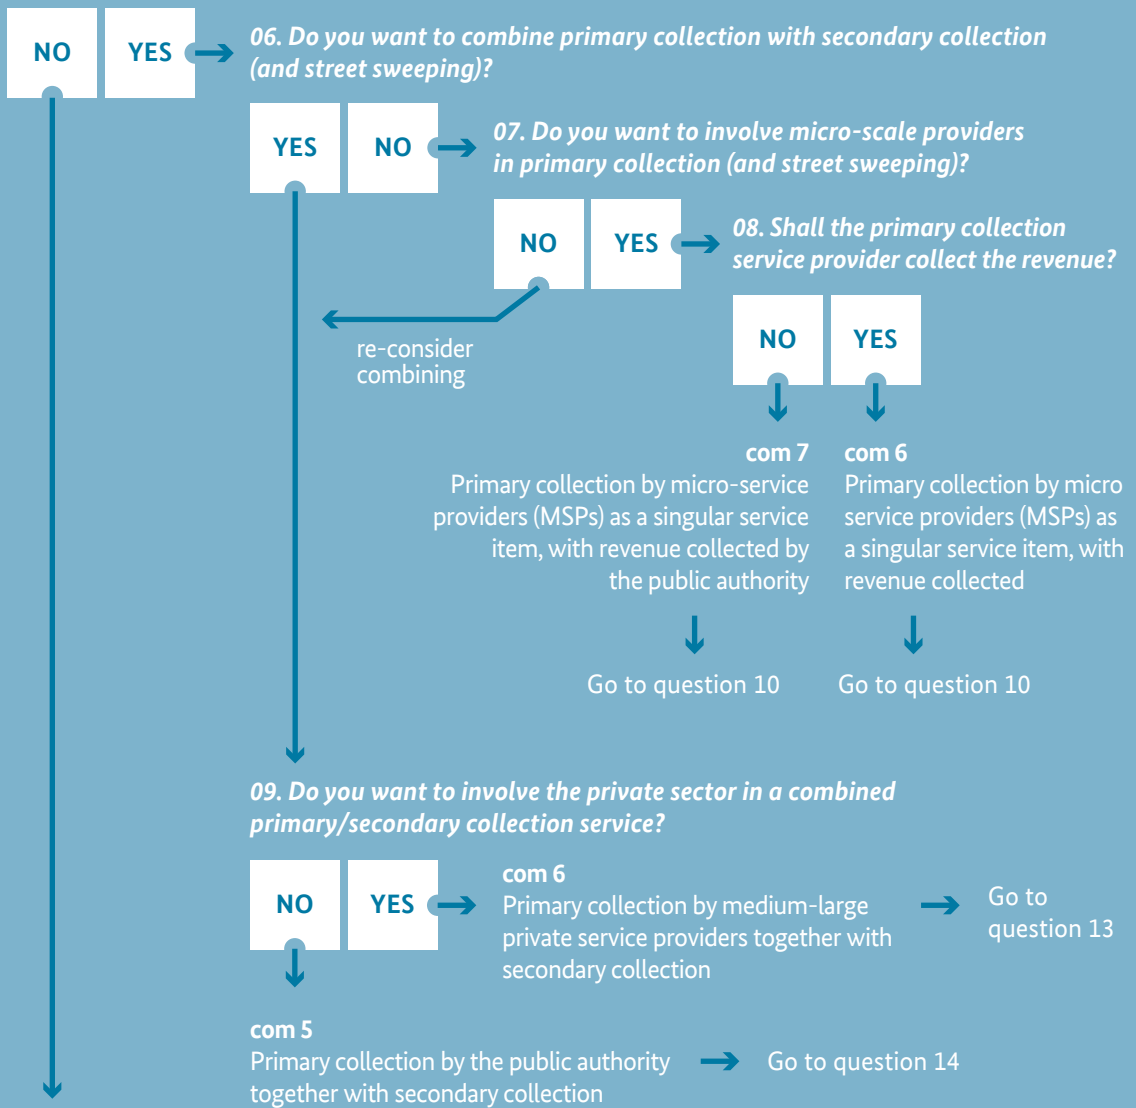 NO
YES
06. Do you want to combine primary collection with secondary collection
(and street sweeping)?
YES
NO
07. Do you want to involve micro-scale providers
in primary collection (and street sweeping)?
NO
YES
08. Shall the primary collection
service provider collect the revenue?
re-consider
combining
NO
YES
com 7
Primary collection by micro-service
providers (MSPs) as a singular service
item, with revenue collected by
the public authority
Go to question 10
com 6
Primary collection by micro
service providers (MSPs) as
a singular service item, with
revenue collected
Go to question 10
09. Do you want to involve the private sector in a combined
primary/secondary collection service?
NO
YES
com 6
Primary collection by medium-large
private service providers together with
secondary collection
Go to
question 13
com 5
Primary collection by the public authority
together with secondary collection
Go to question 14